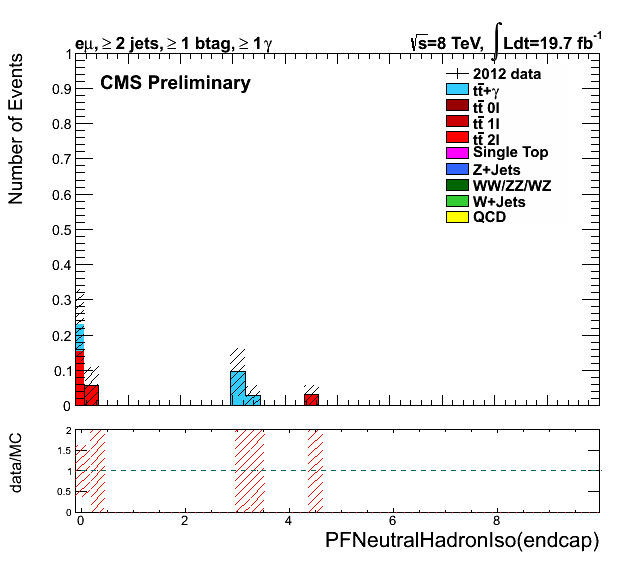 eμ, ≥ 2 jets, ≥ 1 btag, ≥ 1 γ
√s=8 TeV, ∫ Ldt=19.7 fb⁻¹
CMS Preliminary
2012 data
tt̄+γ
tt̄ 0l
tt̄ 1l
tt̄ 2l
Single Top
Z+Jets
WW/ZZ/WZ
W+Jets
QCD
Number of Events
1
0.9
0.8
0.7
0.6
0.5
0.4
0.3
0.2
0.1
0
data/MC
2
1.5
1
0.5
0
0 2 4 6 8
PFNeutralHadronIso(endcap)